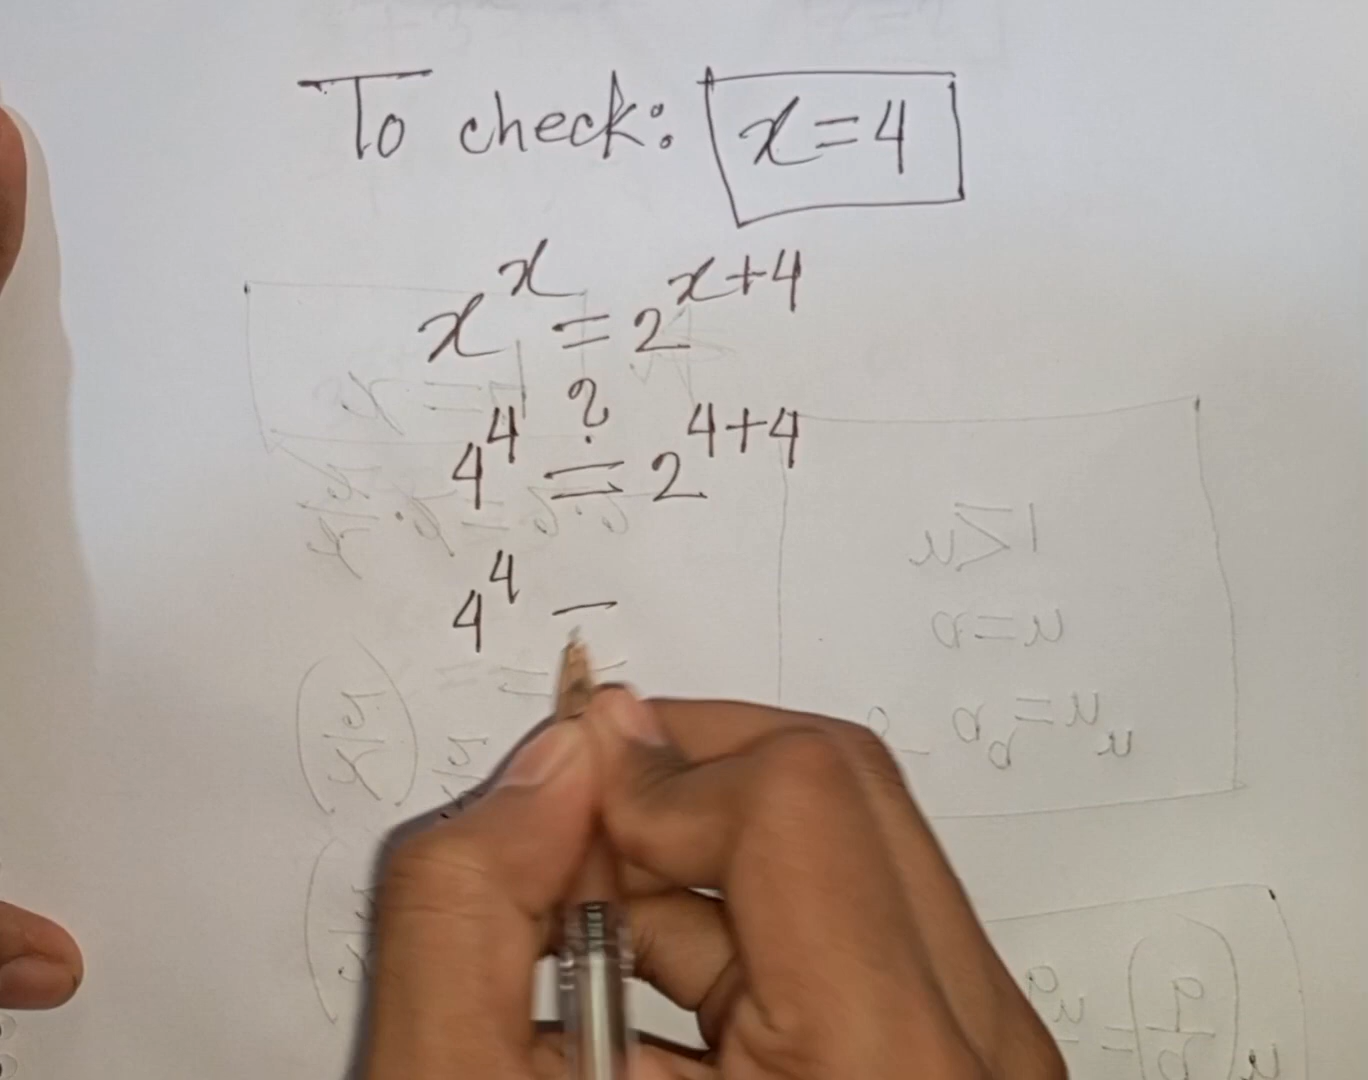 To check: x=4
x^x = 2^{x+4}
4^4 ?= 2^{4+4}
4^4 —